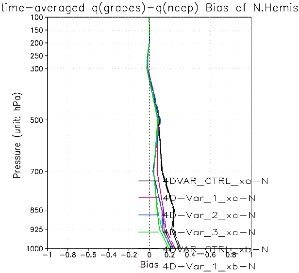 time-averaged q(grapes)-q(ncep) Bias of N.Hemis
Pressure (unit: hPa)
100
150
200
250
300
500
700
850
925
1000
4DVAR_CTRL_xa-N
4D-Var_1_xa-N
4D-Var_2_xa-N
4D-Var_3_xa-N
4DVAR_CTRL_xb-N
4D-Var_1_xb-N
-1 -0.8 -0.6 -0.4 -0.2 0 0.2 0.4 0.6 0.8 1
Bias